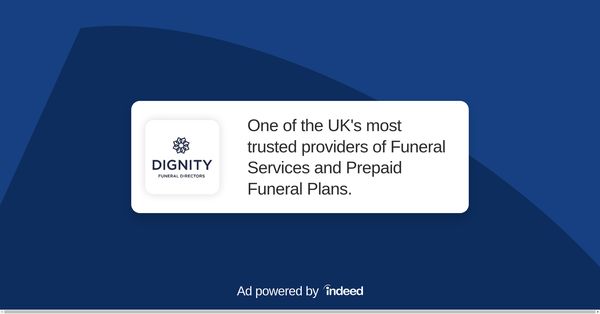 One of the UK's most
trusted providers of Funeral
Services and Prepaid
Funeral Plans.
DIGNITY
FUNERAL DIRECTORS
Ad powered by indeed